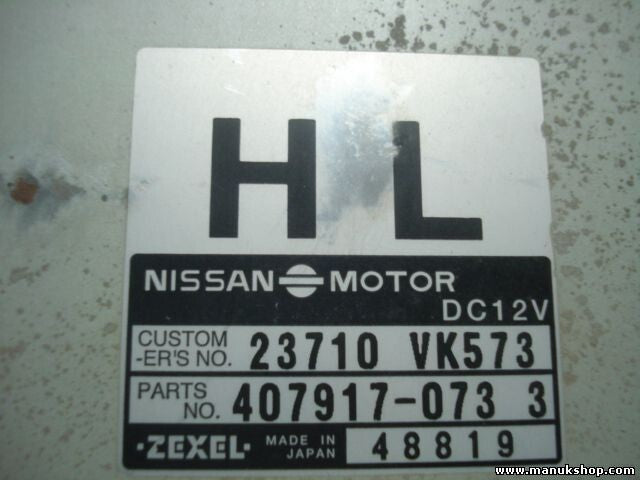 HL
NISSAN MOTOR
DC12V
CUSTOM
-ER'S NO. 23710 VK573
PARTS
NO. 407917-073 3
·ZEXEL· MADE IN
JAPAN 48819
www.manukshop.com